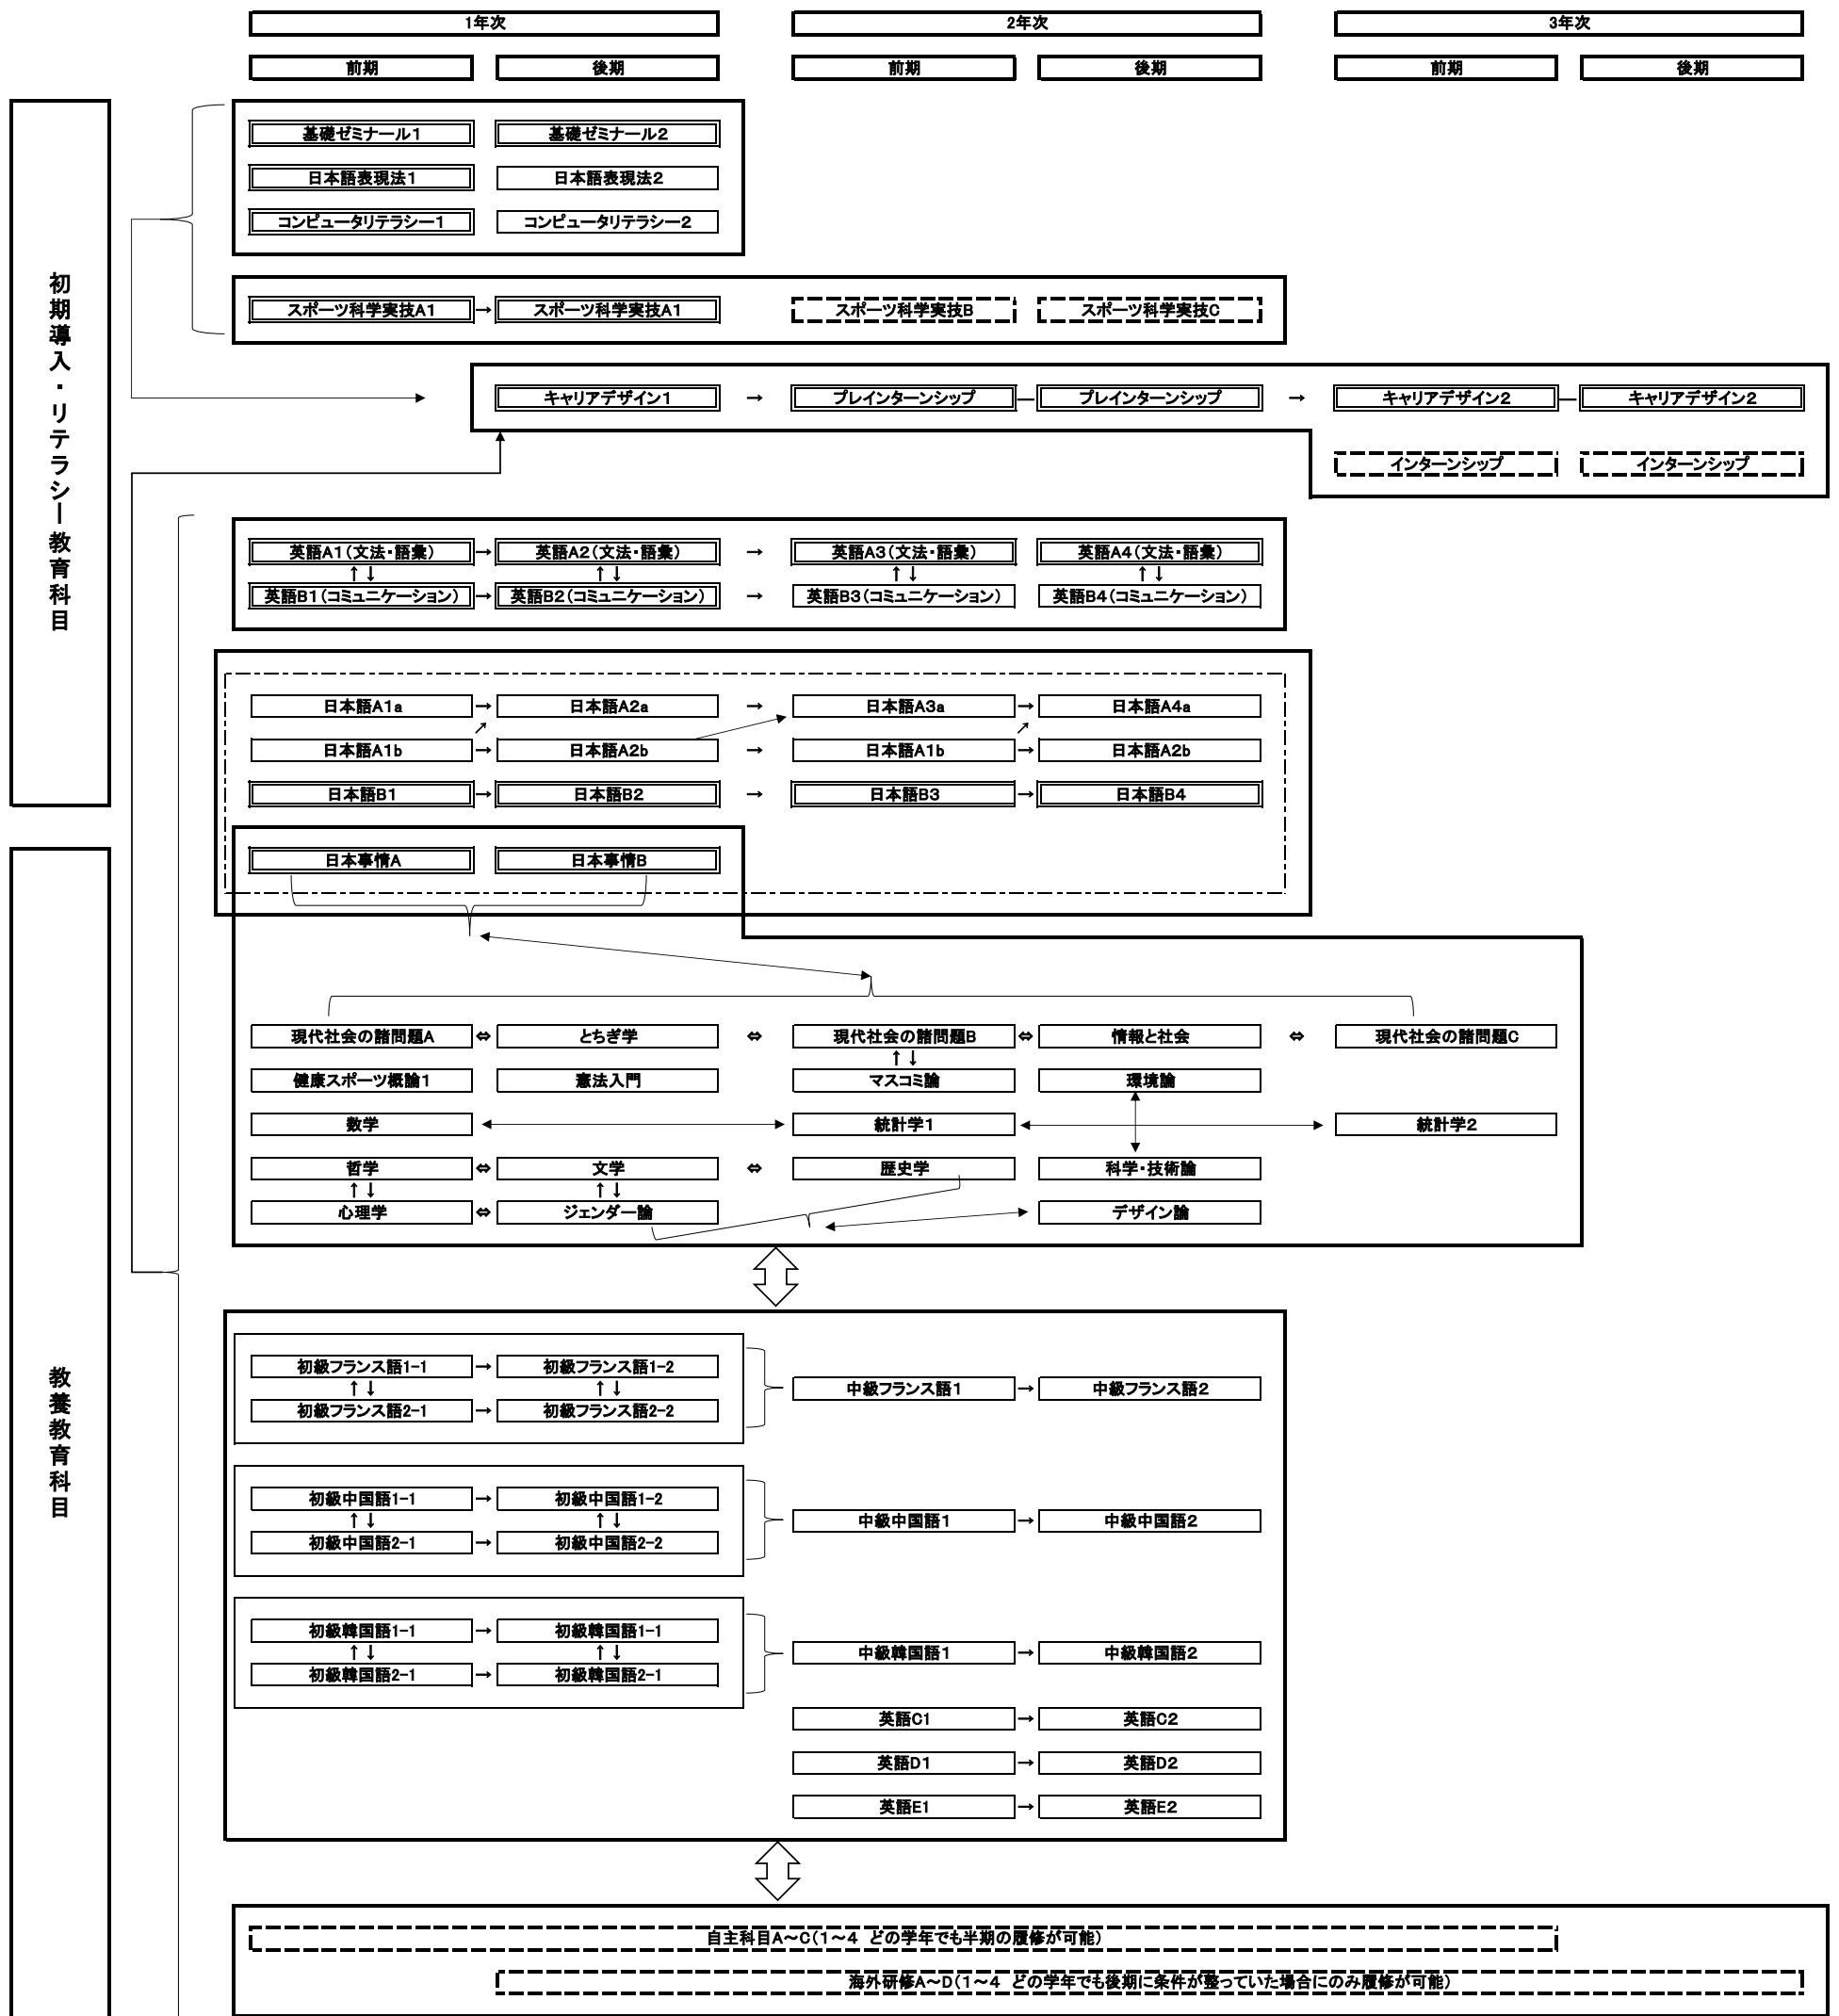 1年次 2年次 3年次
前期 後期 前期 後期 前期 後期
初期導入・リテラシー教育科目
基礎ゼミナール1 基礎ゼミナール2
日本語表現法1 日本語表現法2
コンピュータリテラシー1 コンピュータリテラシー2
スポーツ科学実技A1 → スポーツ科学実技A1 スポーツ科学実技B スポーツ科学実技C
キャリアデザイン1 → プレインターンシップ プレインターンシップ → キャリアデザイン2 キャリアデザイン2
インターンシップ インターンシップ
英語A1(文法・語彙) → 英語A2(文法・語彙) → 英語A3(文法・語彙) 英語A4(文法・語彙)
↑↓ ↑↓ ↑↓ ↑↓
英語B1(コミュニケーション) → 英語B2(コミュニケーション) → 英語B3(コミュニケーション) 英語B4(コミュニケーション)
日本語A1a → 日本語A2a → 日本語A3a → 日本語A4a
↗ ↗
日本語A1b → 日本語A2b → 日本語A1b → 日本語A2b
日本語B1 → 日本語B2 → 日本語B3 → 日本語B4
教養教育科目
日本事情A 日本事情B
現代社会の諸問題A ⇔ とちぎ学 ⇔ 現代社会の諸問題B ⇔ 情報と社会 ⇔ 現代社会の諸問題C
↑↓
健康スポーツ概論1 憲法入門 マスコミ論 環境論
数学 統計学1 統計学2
哲学 ⇔ 文学 ⇔ 歴史学 科学・技術論
↑↓ ↑↓
心理学 ⇔ ジェンダー論 デザイン論
初級フランス語1-1 → 初級フランス語1-2
↑↓ ↑↓ 中級フランス語1 → 中級フランス語2
初級フランス語2-1 → 初級フランス語2-2
初級中国語1-1 → 初級中国語1-2
↑↓ ↑↓ 中級中国語1 → 中級中国語2
初級中国語2-1 → 初級中国語2-2
初級韓国語1-1 → 初級韓国語1-1
↑↓ ↑↓ 中級韓国語1 → 中級韓国語2
初級韓国語2-1 → 初級韓国語2-1
英語C1 → 英語C2
英語D1 → 英語D2
英語E1 → 英語E2
自主科目A～C(1～4 どの学年でも半期の履修が可能)
海外研修A～D(1～4 どの学年でも後期に条件が整っていた場合にのみ履修が可能)